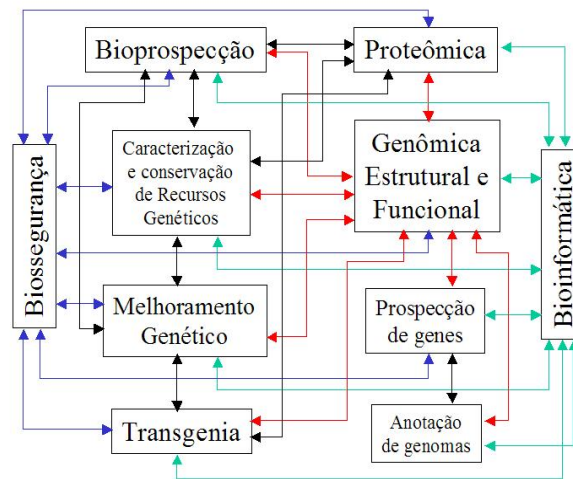 Bioprospecção
Proteômica
Caracterização
e conservação
de Recursos
Genéticos
Genômica
Estrutural e
Funcional
Biossegurança
Bioinformática
Melhoramento
Genético
Prospecção
de genes
Transgenia
Anotação
de genomas